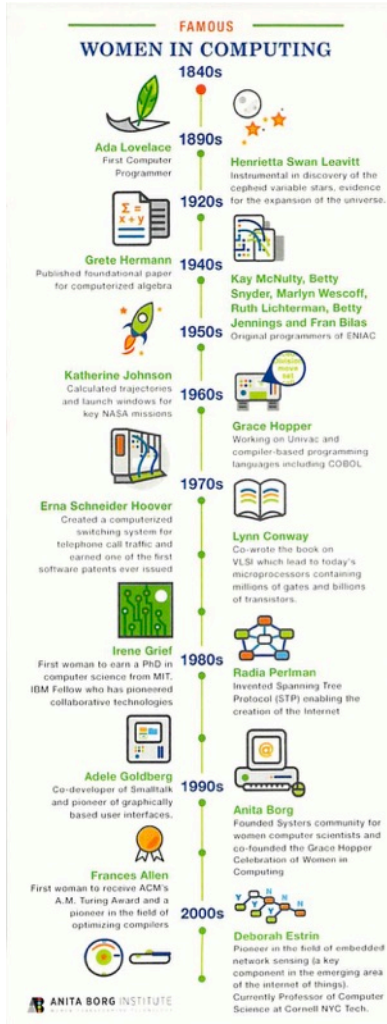 FAMOUS
WOMEN IN COMPUTING
1840s
Ada Lovelace
First Computer
Programmer
1890s
Henrietta Swan Leavitt
Instrumental in discovery of the
cepheid variable stars, evidence
for the expansion of the universe.
1920s
Σ =
x + y
Grete Hermann
Published foundational paper
for computerized algebra
1940s
Kay McNulty, Betty
Snyder, Marlyn Wescoff,
Ruth Lichterman, Betty
Jennings and Fran Bilas
Original programmers of ENIAC
1950s
Katherine Johnson
Calculated trajectories
and launch windows for
key NASA missions
1960s
move
Grace Hopper
Working on Univac and
compiler-based programming
languages including COBOL
1970s
Erna Schneider Hoover
Created a computerized
switching system for
telephone call traffic and
earned one of the first
software patents ever issued
Lynn Conway
Co-wrote the book on
VLSI which lead to today's
microprocessors containing
millions of gates and billions
of transistors.
Irene Grief
First woman to earn a PhD in
computer science from MIT.
IBM Fellow who has pioneered
collaborative technologies
1980s
Radia Perlman
Invented Spanning Tree
Protocol (STP) enabling the
creation of the Internet
Adele Goldberg
Co-developer of Smalltalk
and pioneer of graphically
based user interfaces.
1990s
@
Anita Borg
Founded Systers community for
women computer scientists and
co-founded the Grace Hopper
Celebration of Women in
Computing
Frances Allen
First woman to receive ACM's
A.M. Turing Award and a
pioneer in the field of
optimizing compilers
2000s
Y N N
Y Y N
Deborah Estrin
Pioneer in the field of embedded
network sensing (a key
component in the emerging area
of the internet of things).
Currently Professor of Computer
Science at Cornell NYC Tech.
ANITA BORG INSTITUTE